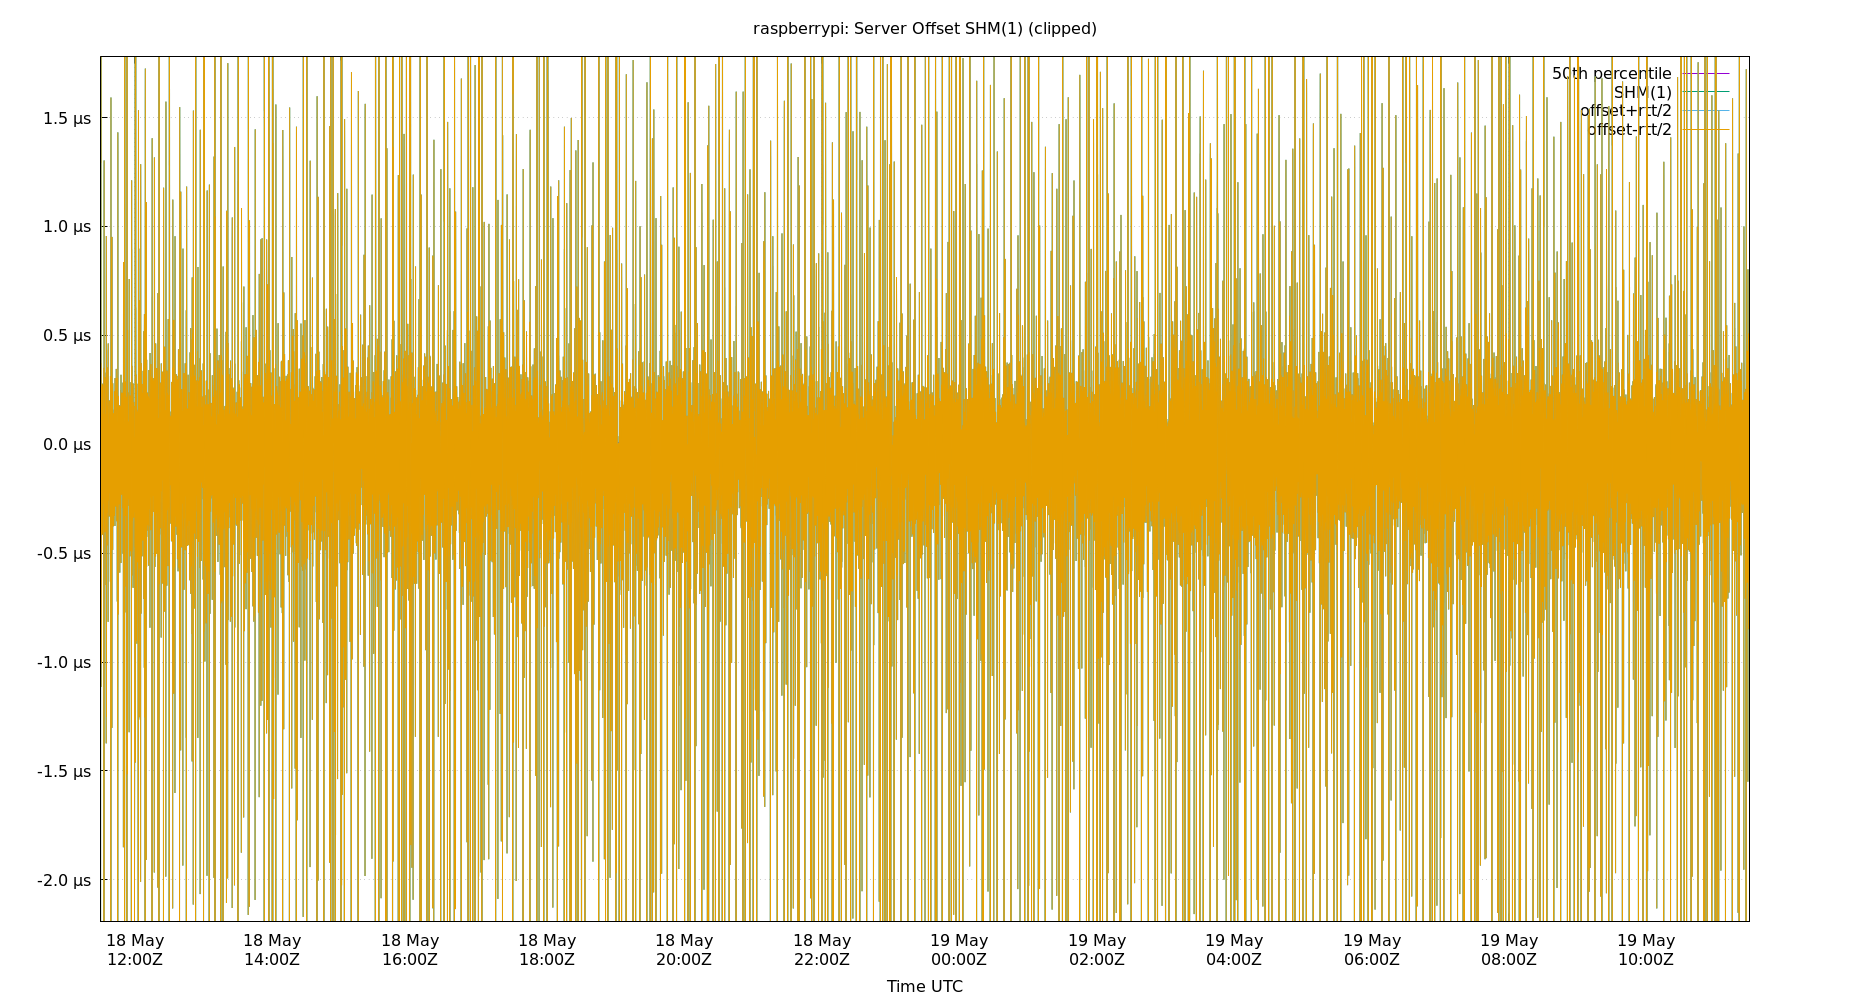 raspberrypi: Server Offset SHM(1) (clipped)
50th percentile
SHM(1)
offset+rtt/2
offset-rtt/2
1.5 µs
1.0 µs
0.5 µs
0.0 µs
-0.5 µs
-1.0 µs
-1.5 µs
-2.0 µs
18 May 18 May 18 May 18 May 18 May 18 May 19 May 19 May 19 May 19 May 19 May 19 May
12:00Z 14:00Z 16:00Z 18:00Z 20:00Z 22:00Z 00:00Z 02:00Z 04:00Z 06:00Z 08:00Z 10:00Z
Time UTC